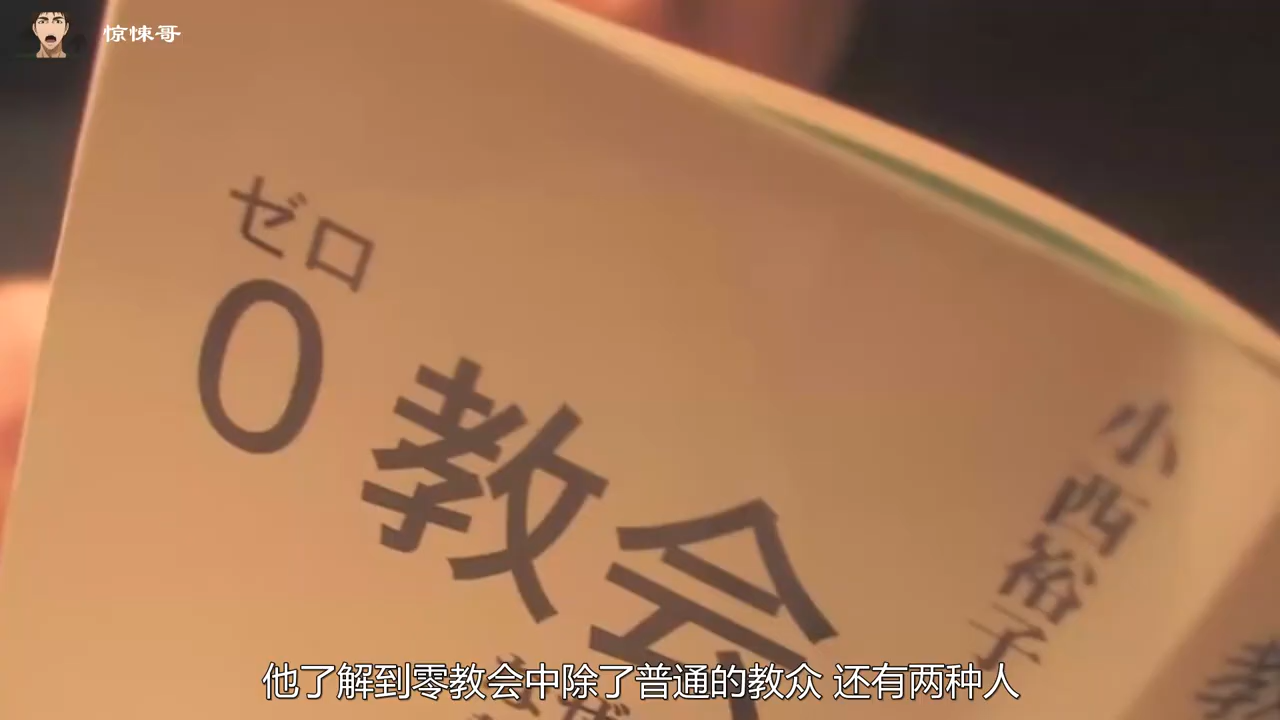 惊悚哥
ゼロ
0教会
小西裕子
他了解到零教会中除了普通的教众 还有两种人